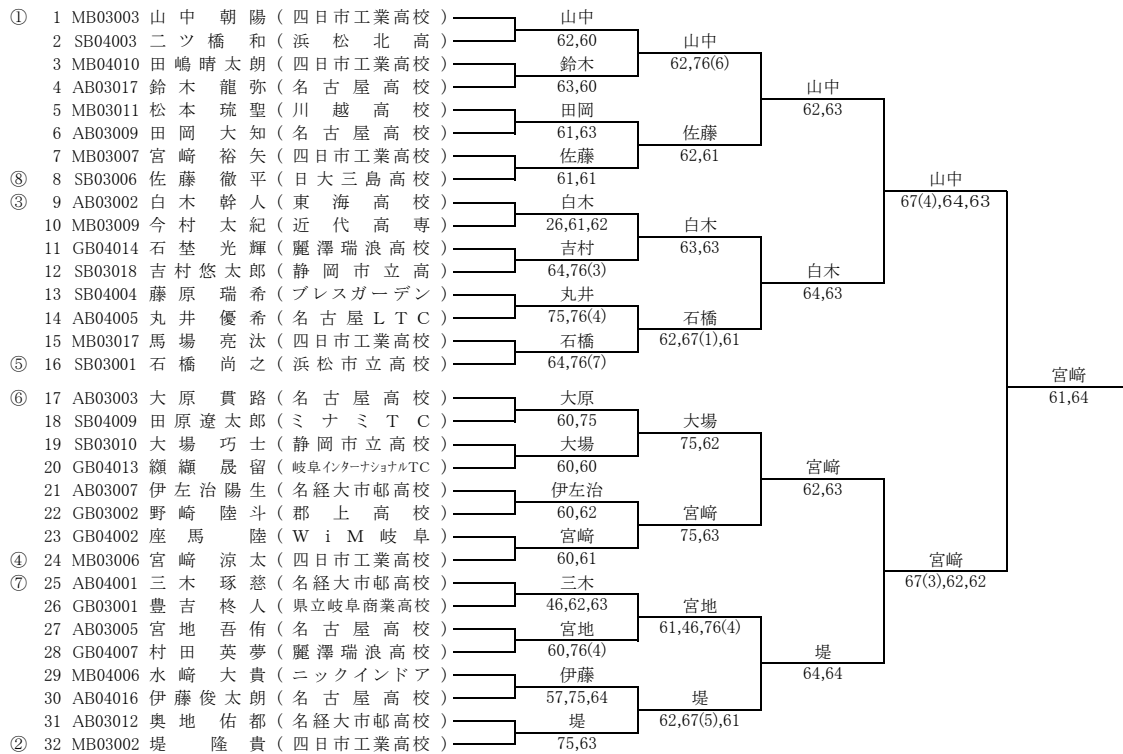 ① 1 MB03003 山中 朝陽 ( 四日市工業高校 ) 山中
2 SB04003 二ツ橋 和 ( 浜松北高 ) 62,60 山中
3 MB04010 田嶋晴太朗 ( 四日市工業高校 ) 鈴木 62,76(6)
4 AB03017 鈴木 龍弥 ( 名古屋高校 ) 63,60 山中
5 MB03011 松本 琉聖 ( 川越高校 ) 田岡 62,63
6 AB03009 田岡 大知 ( 名古屋高校 ) 61,63 佐藤
7 MB03007 宮﨑 裕矢 ( 四日市工業高校 ) 佐藤 62,61
⑧ 8 SB03006 佐藤 徹平 ( 日大三島高校 ) 61,61 山中
③ 9 AB03002 白木 幹人 ( 東海高校 ) 白木 67(4),64,63
10 MB03009 今村 太紀 ( 近代高専 ) 26,61,62 白木
11 GB04014 石埜 光輝 ( 麗澤瑞浪高校 ) 吉村 63,63
12 SB03018 吉村悠太郎 ( 静岡市立高 ) 64,76(3) 白木
13 SB04004 藤原 瑞希 ( ブレスガーデン ) 丸井 64,63
14 AB04005 丸井 優希 ( 名古屋LTC ) 75,76(4) 石橋
15 MB03017 馬場 亮汰 ( 四日市工業高校 ) 石橋 62,67(1),61
⑤ 16 SB03001 石橋 尚之 ( 浜松市立高校 ) 64,76(7)
宮﨑
61,64
⑥ 17 AB03003 大原 貫路 ( 名古屋高校 ) 大原
18 SB04009 田原遼太郎 ( ミナミTC ) 60,75 大場
19 SB03010 大場 巧士 ( 静岡市立高校 ) 大場 75,62
20 GB04013 纐纈 晟留 ( 岐阜インターナショナルTC ) 60,60 宮﨑
21 AB03007 伊左治陽生 ( 名経大市邨高校 ) 伊左治 62,63
22 GB03002 野崎 陸斗 ( 郡上高校 ) 60,62 宮﨑
23 GB04002 座馬 陸 ( WiM岐阜 ) 宮﨑 75,63
④ 24 MB03006 宮﨑 涼太 ( 四日市工業高校 ) 60,61 宮﨑
⑦ 25 AB04001 三木 琢慈 ( 名経大市邨高校 ) 三木 67(3),62,62
26 GB03001 豊吉 柊人 ( 県立岐阜商業高校 ) 46,62,63 宮地
27 AB03005 宮地 吾侑 ( 名古屋高校 ) 宮地 61,46,76(4)
28 GB04007 村田 英夢 ( 麗澤瑞浪高校 ) 60,76(4) 堤
29 MB04006 水﨑 大貴 ( ニックインドア ) 伊藤 64,64
30 AB04016 伊藤俊太朗 ( 名古屋高校 ) 57,75,64 堤
31 AB03012 奥地 佑都 ( 名経大市邨高校 ) 堤 62,67(5),61
② 32 MB03002 堤 隆貴 ( 四日市工業高校 ) 75,63